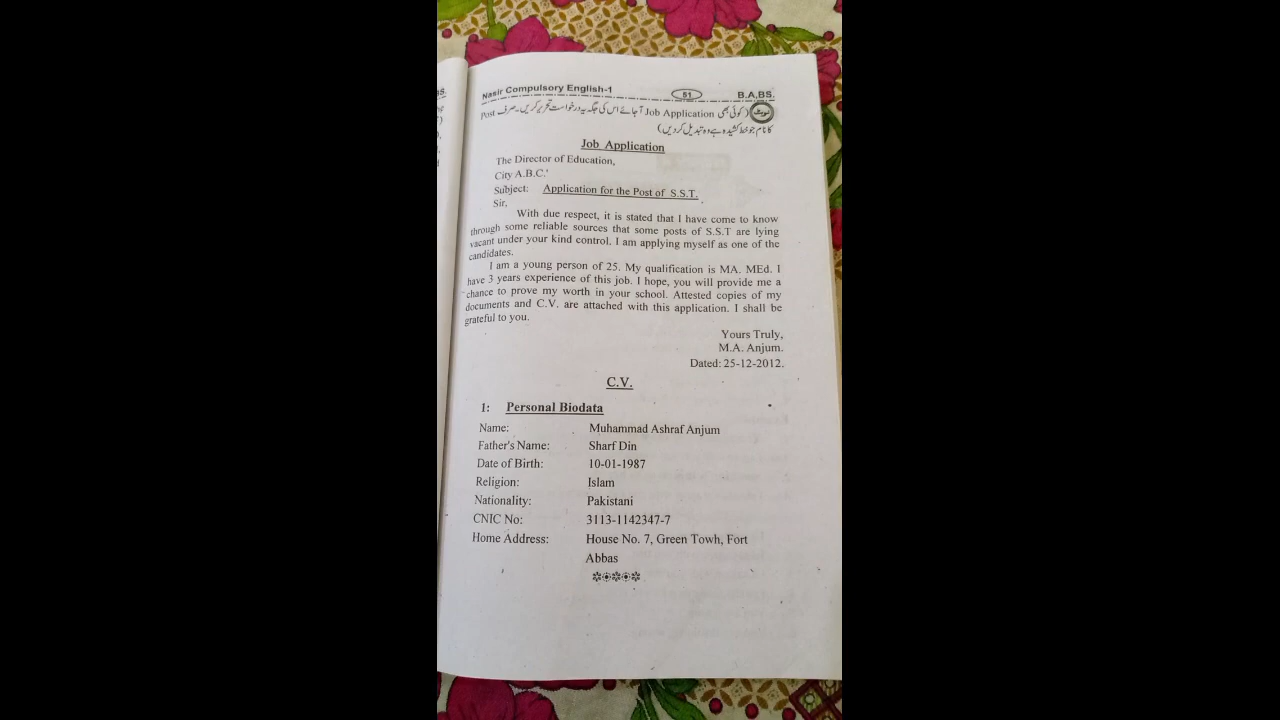 Nasir Compulsory English-1 51 B.A,BS.
نوٹ (کوئی بھی Job Application آجائے اس کی جگہ یہ درخواست تحریر کریں۔ صرف Post
کا نام جو خط کشیدہ ہے وہ تبدیل کر دیں)
Job Application
The Director of Education,
City A.B.C.'
Subject: Application for the Post of S.S.T.
Sir,
With due respect, it is stated that I have come to know
through some reliable sources that some posts of S.S.T are lying
vacant under your kind control. I am applying myself as one of the
candidates.
I am a young person of 25. My qualification is MA. MEd. I
have 3 years experience of this job. I hope, you will provide me a
chance to prove my worth in your school. Attested copies of my
documents and C.V. are attached with this application. I shall be
grateful to you.
Yours Truly,
M.A. Anjum.
Dated: 25-12-2012.
C.V.
1: Personal Biodata
Name: Muhammad Ashraf Anjum
Father's Name: Sharf Din
Date of Birth: 10-01-1987
Religion: Islam
Nationality: Pakistani
CNIC No: 3113-1142347-7
Home Address: House No. 7, Green Towh, Fort
Abbas